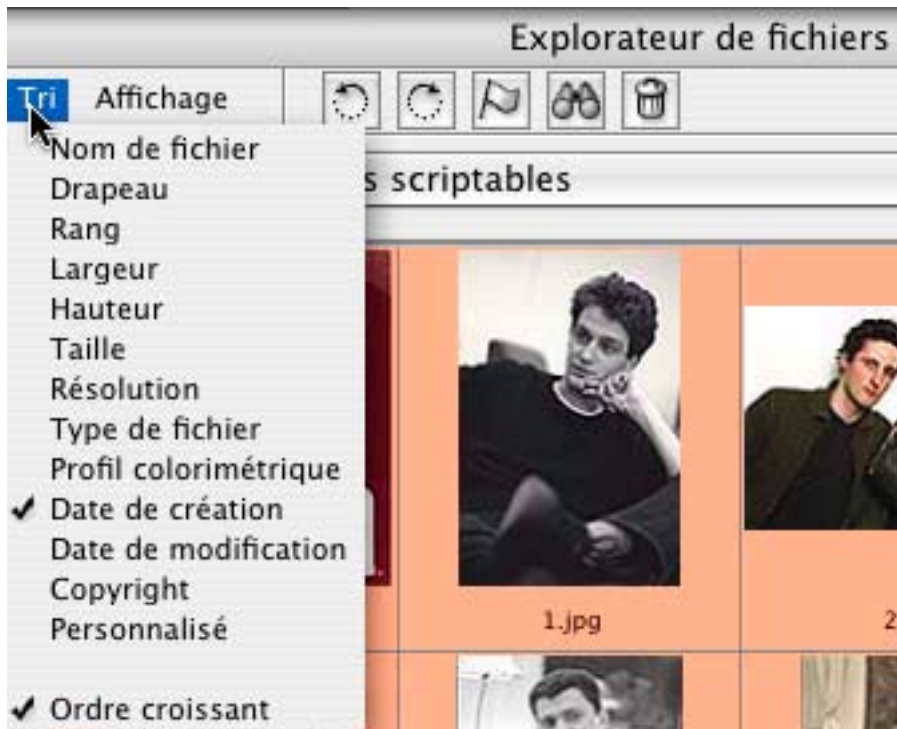 Explorateur de fichiers
Tri Affichage
Nom de fichier
Drapeau
s scriptables
Rang
Largeur
Hauteur
Taille
Résolution
Type de fichier
Profil colorimétrique
Date de création
Date de modification
Copyright
Personnalisé
1.jpg
2
Ordre croissant